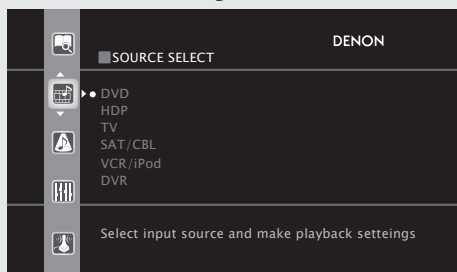 DENON
SOURCE SELECT
DVD
HDP
TV
SAT/CBL
VCR/iPod
DVR
Select input source and make playback setteings